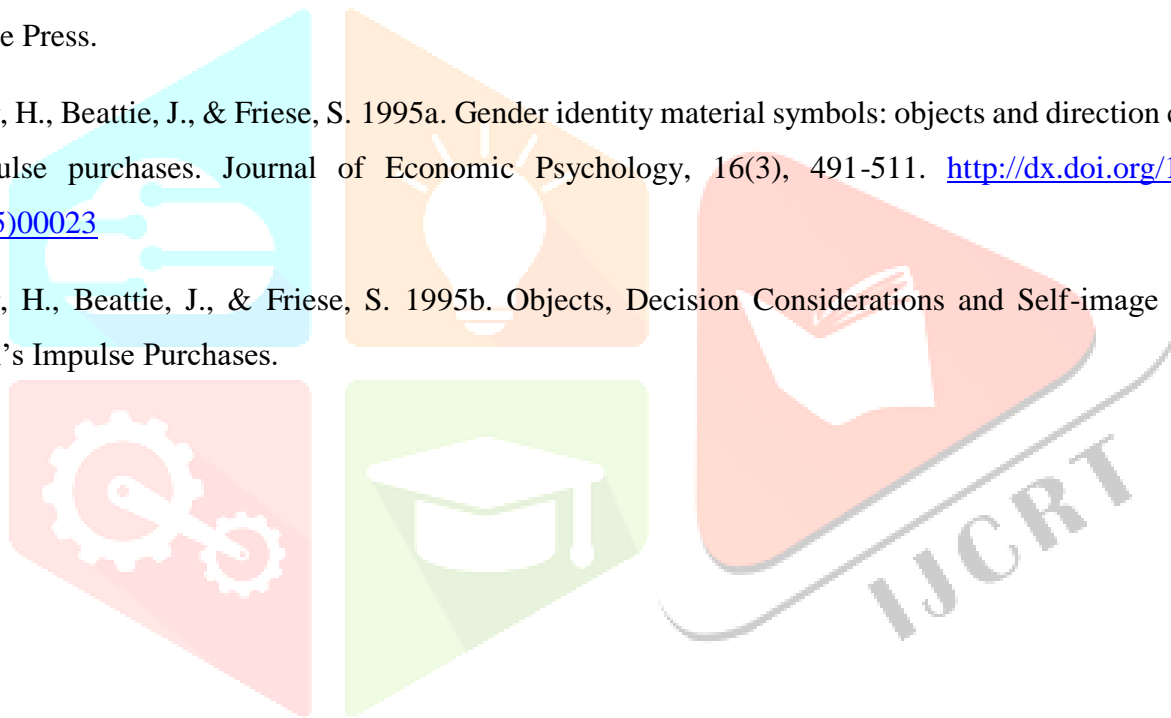 e Press.
, H., Beattie, J., & Friese, S. 1995a. Gender identity material symbols: objects and direction
ulse purchases. Journal of Economic Psychology, 16(3), 491-511. http://dx.doi.org/1
)00023
, H., Beattie, J., & Friese, S. 1995b. Objects, Decision Considerations and Self-image
's Impulse Purchases.
IJCRT